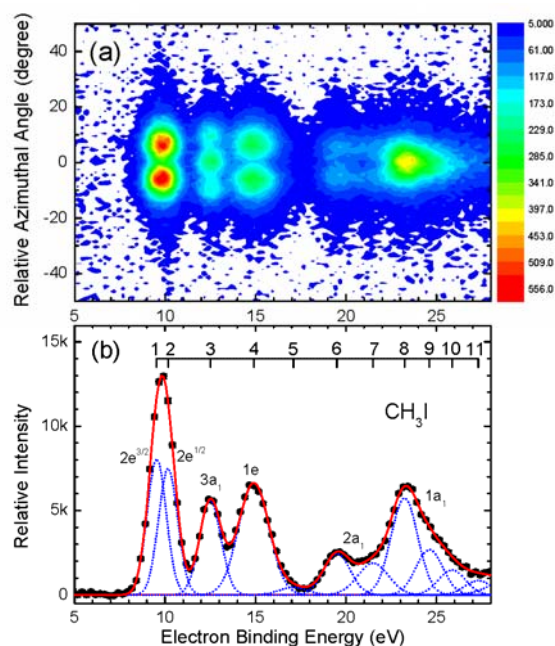 (a)
Relative Azimuthal Angle (degree)
40
20
0
-20
-40
5 10 15 20 25
5.000
61.00
117.0
173.0
229.0
285.0
341.0
397.0
453.0
509.0
556.0
(b)
1 2 3 4 5 6 7 8 9 10 11
CH3I
Relative Intensity
15k
10k
5k
0
2e3/2
2e1/2
3a1
1e
2a1
1a1
5 10 15 20 25
Electron Binding Energy (eV)